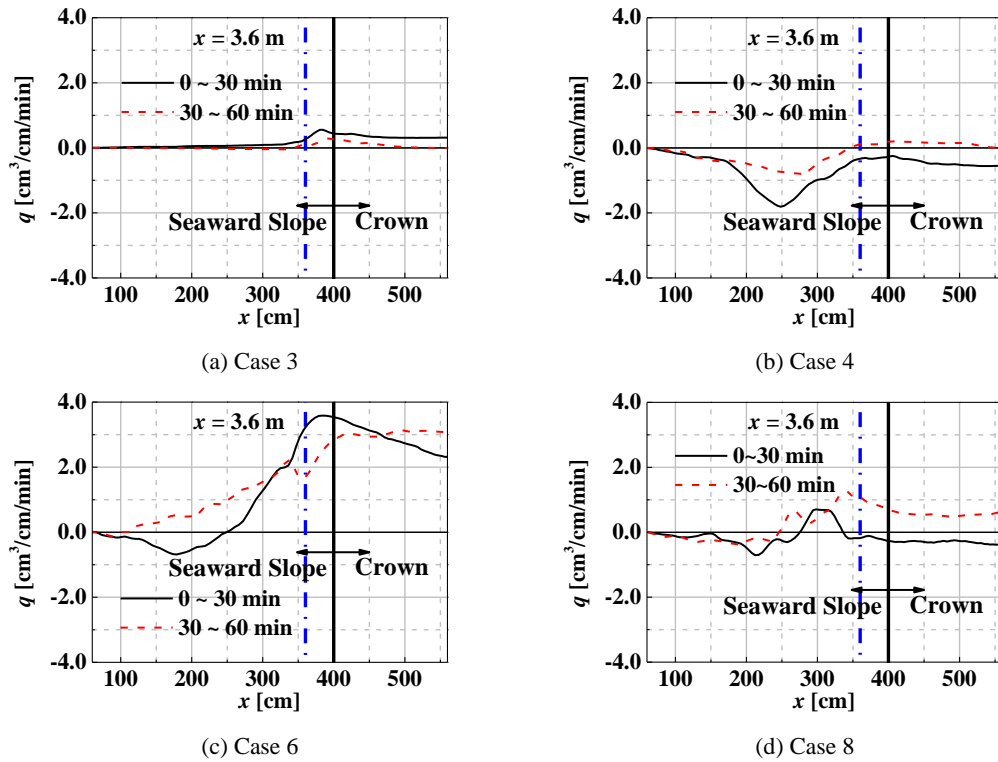 4.0
2.0
0.0
-2.0
-4.0
q [cm³/cm/min]
x = 3.6 m
0 ~ 30 min
30 ~ 60 min
Seaward Slope
Crown
100 200 300 400 500
x [cm]
(a) Case 3
4.0
2.0
0.0
-2.0
-4.0
q [cm³/cm/min]
x = 3.6 m
0 ~ 30 min
30 ~ 60 min
Seaward Slope
Crown
100 200 300 400 500
x [cm]
(b) Case 4
4.0
2.0
0.0
-2.0
-4.0
q [cm³/cm/min]
x = 3.6 m
Seaward Slope
Crown
0 ~ 30 min
30 ~ 60 min
100 200 300 400 500
x [cm]
(c) Case 6
4.0
2.0
0.0
-2.0
-4.0
q [cm³/cm/min]
x = 3.6 m
0~30 min
30~60 min
Seaward Slope
Crown
100 200 300 400 500
x [cm]
(d) Case 8